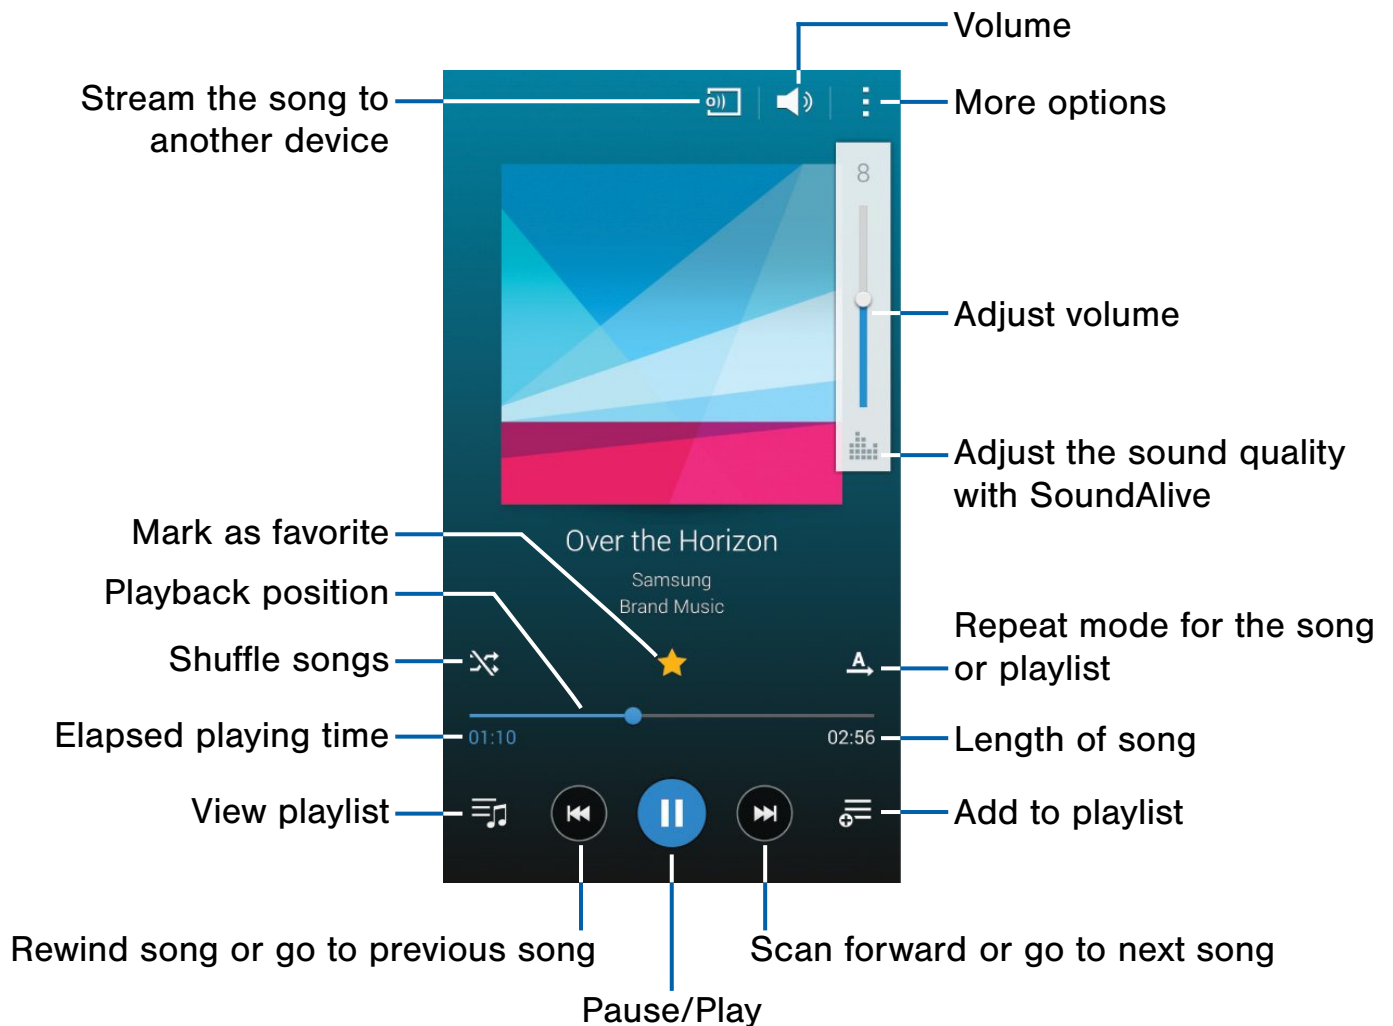 Volume
Stream the song to
another device
More options
8
Adjust volume
Adjust the sound quality
with SoundAlive
Mark as favorite
Over the Horizon
Playback position
Samsung
Brand Music
Repeat mode for the song
or playlist
Shuffle songs
A
Elapsed playing time
01:10
02:56
Length of song
View playlist
Add to playlist
Rewind song or go to previous song
Scan forward or go to next song
Pause/Play